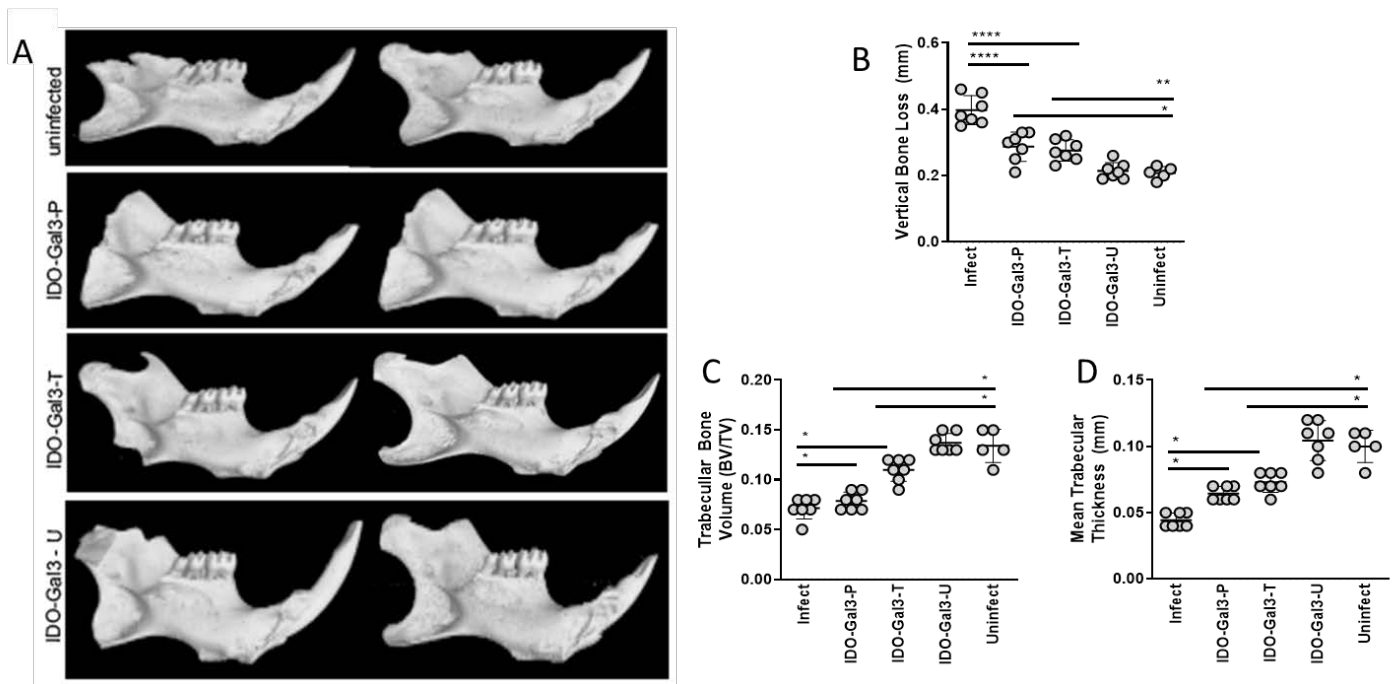 A
uninfected
IDO-Gal3-P
IDO-Gal3-T
IDO-Gal3 - U
B
Vertical Bone Loss (mm)
0.6
0.4
0.2
0.0
****
****
**
*
Infect
IDO-Gal3-P
IDO-Gal3-T
IDO-Gal3-U
Uninfect
C
Trabecullar Bone
Volume (BV/TV)
0.20
0.15
0.10
0.05
0.00
*
*
*
*
Infect
IDO-Gal3-P
IDO-Gal3-T
IDO-Gal3-U
Uninfect
D
Mean Trabecular
Thickness (mm)
0.15
0.10
0.05
0.00
*
*
*
*
Infect
IDO-Gal3-P
IDO-Gal3-T
IDO-Gal3-U
Uninfect